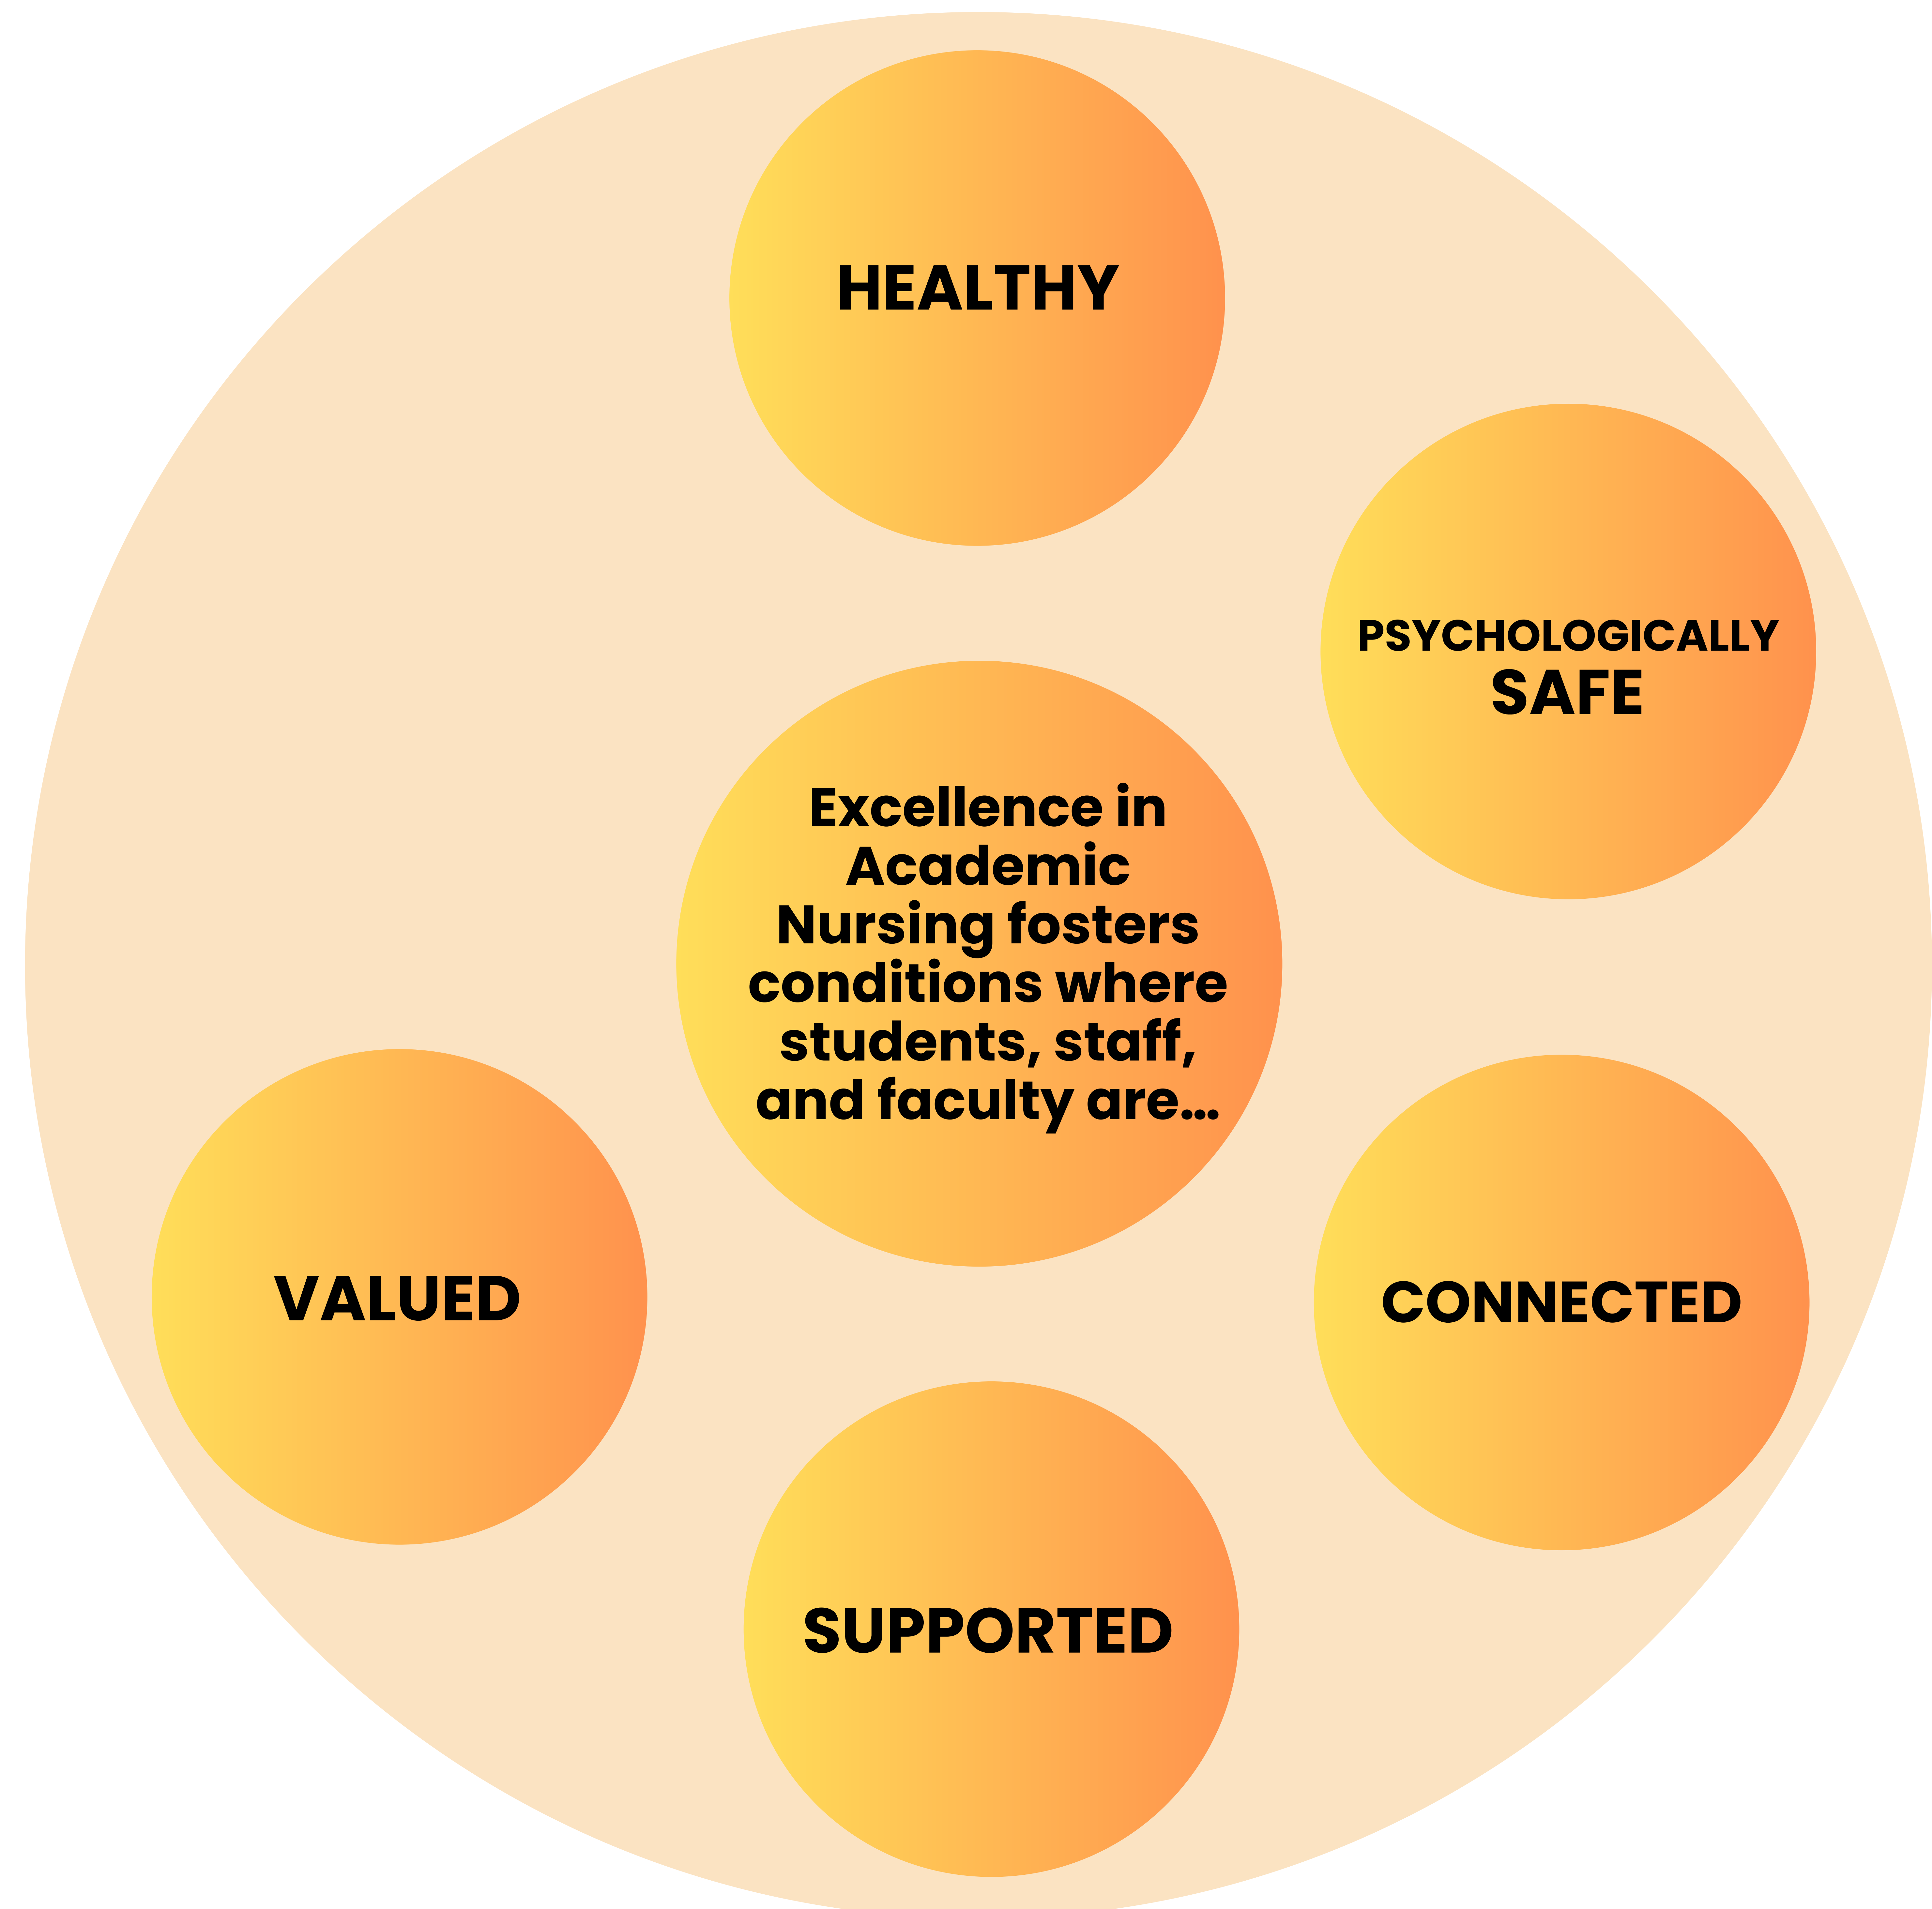 HEALTHY
PSYCHOLOGICALLY
SAFE
Excellence in
Academic
Nursing fosters
conditions where
students, staff,
and faculty are...
VALUED
CONNECTED
SUPPORTED